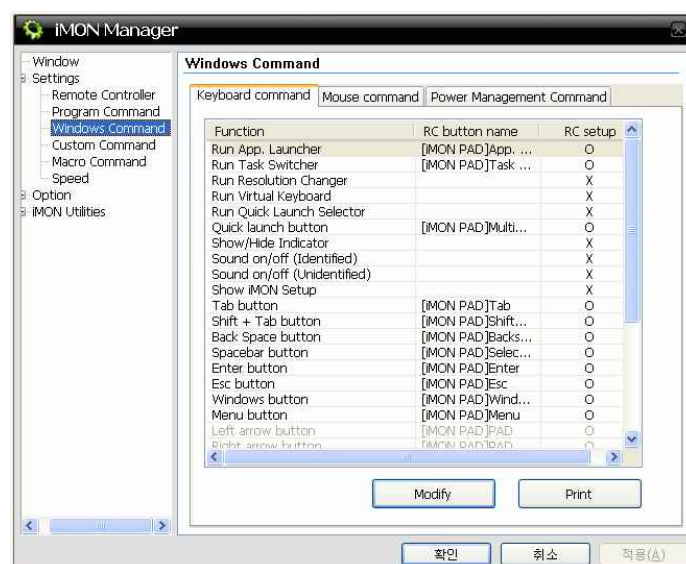 iMON Manager
Window
Settings
Remote Controller
Program Command
Windows Command
Custom Command
Macro Command
Speed
Option
iMON Utilities
Windows Command
Keyboard command Mouse command Power Management Command
Function RC button name RC setup
Run App. Launcher [iMON PAD]App. ... O
Run Task Switcher [iMON PAD]Task ... O
Run Resolution Changer X
Run Virtual Keyboard X
Run Quick Launch Selector X
Quick launch button [iMON PAD]Multi... O
Show/Hide Indicator X
Sound on/off (Identified) X
Sound on/off (Unidentified) X
Show iMON Setup X
Tab button [iMON PAD]Tab O
Shift + Tab button [iMON PAD]Shift... O
Back Space button [iMON PAD]Backs... O
Spacebar button [iMON PAD]Selec... O
Enter button [iMON PAD]Enter O
Esc button [iMON PAD]Esc O
Windows button [iMON PAD]Wind... O
Menu button [iMON PAD]Menu O
Left arrow button [iMON PAD]PAD O
Right arrow button [iMON PAD]PAD O
Modify Print
확인 취소 적용(A)